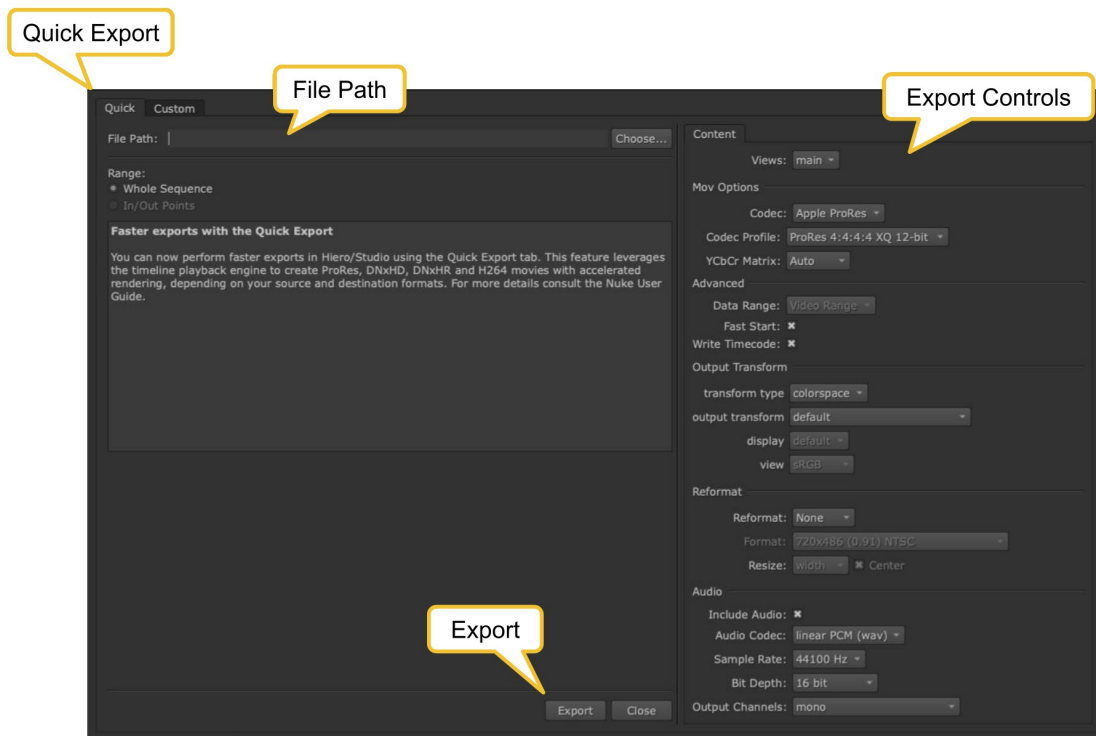 Quick Export
File Path
Export Controls
Quick Custom
File Path: Choose...
Range:
Whole Sequence
In/Out Points
Faster exports with the Quick Export
You can now perform faster exports in Hiero/Studio using the Quick Export tab. This feature leverages
the timeline playback engine to create ProRes, DNxHD, DNxHR and H264 movies with accelerated
rendering, depending on your source and destination formats. For more details consult the Nuke User
Guide.
Export
Export Close
Content
Views: main
Mov Options
Codec: Apple ProRes
Codec Profile: ProRes 4:4:4:4 XQ 12-bit
YCbCr Matrix: Auto
Advanced
Data Range: Video Range
Fast Start:
Write Timecode:
Output Transform
transform type colorspace
output transform default
display default
view sRGB
Reformat
Reformat: None
Format: 720x486 (0.91) NTSC
Resize: width Center
Audio
Include Audio:
Audio Codec: linear PCM (wav)
Sample Rate: 44100 Hz
Bit Depth: 16 bit
Output Channels: mono